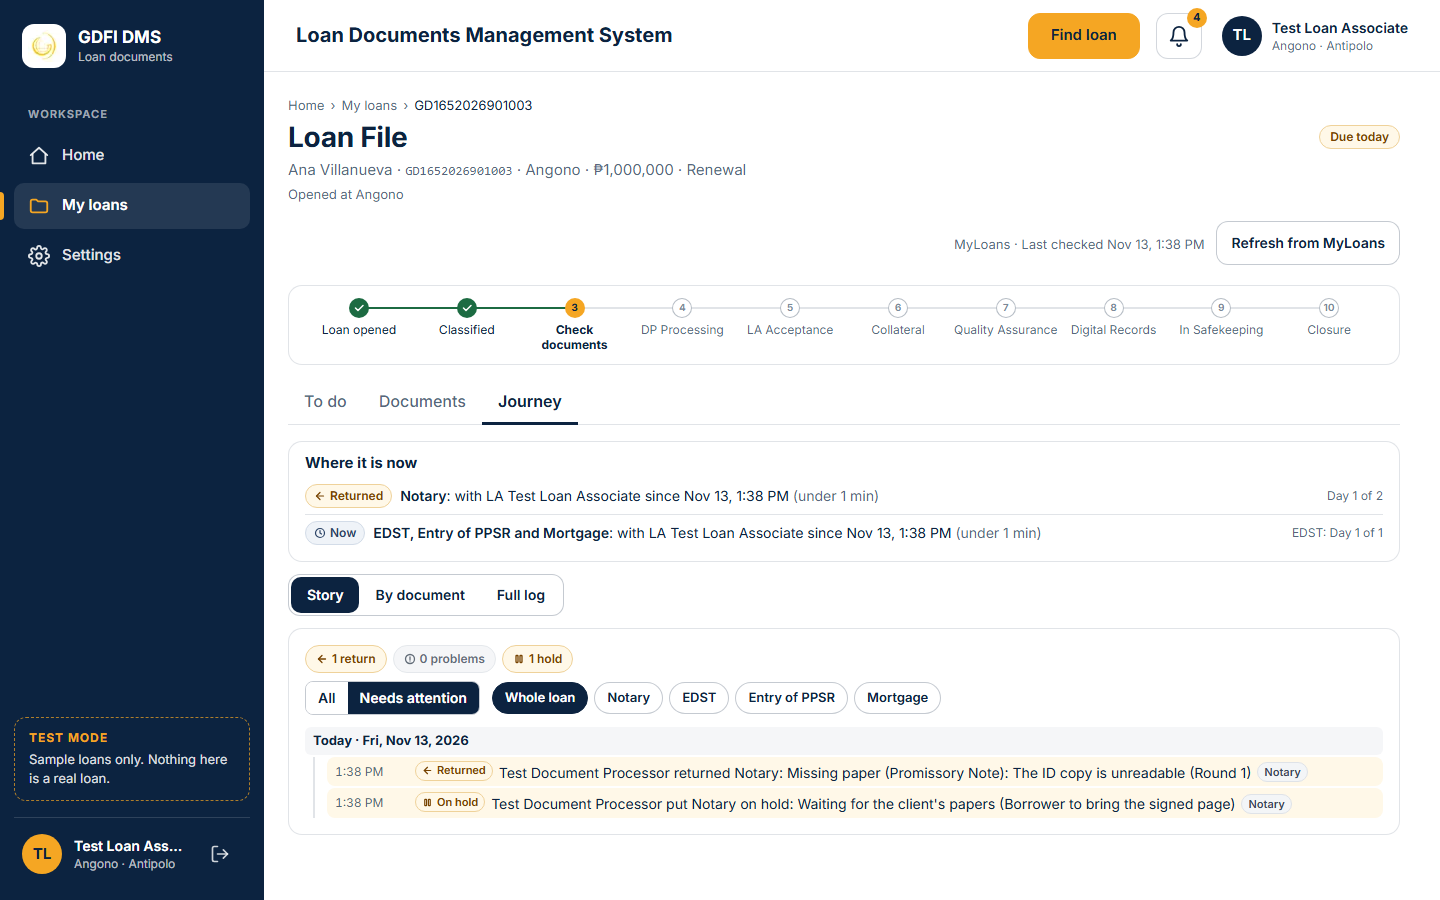 GDFI DMS
Loan documents
WORKSPACE
Home
My loans
Settings
TEST MODE
Sample loans only. Nothing here
is a real loan.
TL
Test Loan Ass...
Angono · Antipolo
Loan Documents Management System
Find loan
4
TL
Test Loan Associate
Angono · Antipolo
Home › My loans › GD1652026901003
Loan File
Due today
Ana Villanueva · GD1652026901003 · Angono · ₱1,000,000 · Renewal
Opened at Angono
MyLoans · Last checked Nov 13, 1:38 PM
Refresh from MyLoans
3 4 5 6 7 8 9 10
Loan opened Classified Check documents DP Processing LA Acceptance Collateral Quality Assurance Digital Records In Safekeeping Closure
To do Documents Journey
Where it is now
Returned Notary: with LA Test Loan Associate since Nov 13, 1:38 PM (under 1 min) Day 1 of 2
Now EDST, Entry of PPSR and Mortgage: with LA Test Loan Associate since Nov 13, 1:38 PM (under 1 min) EDST: Day 1 of 1
Story By document Full log
1 return 0 problems 1 hold
All Needs attention Whole loan Notary EDST Entry of PPSR Mortgage
Today · Fri, Nov 13, 2026
1:38 PM Returned Test Document Processor returned Notary: Missing paper (Promissory Note): The ID copy is unreadable (Round 1) Notary
1:38 PM On hold Test Document Processor put Notary on hold: Waiting for the client's papers (Borrower to bring the signed page) Notary